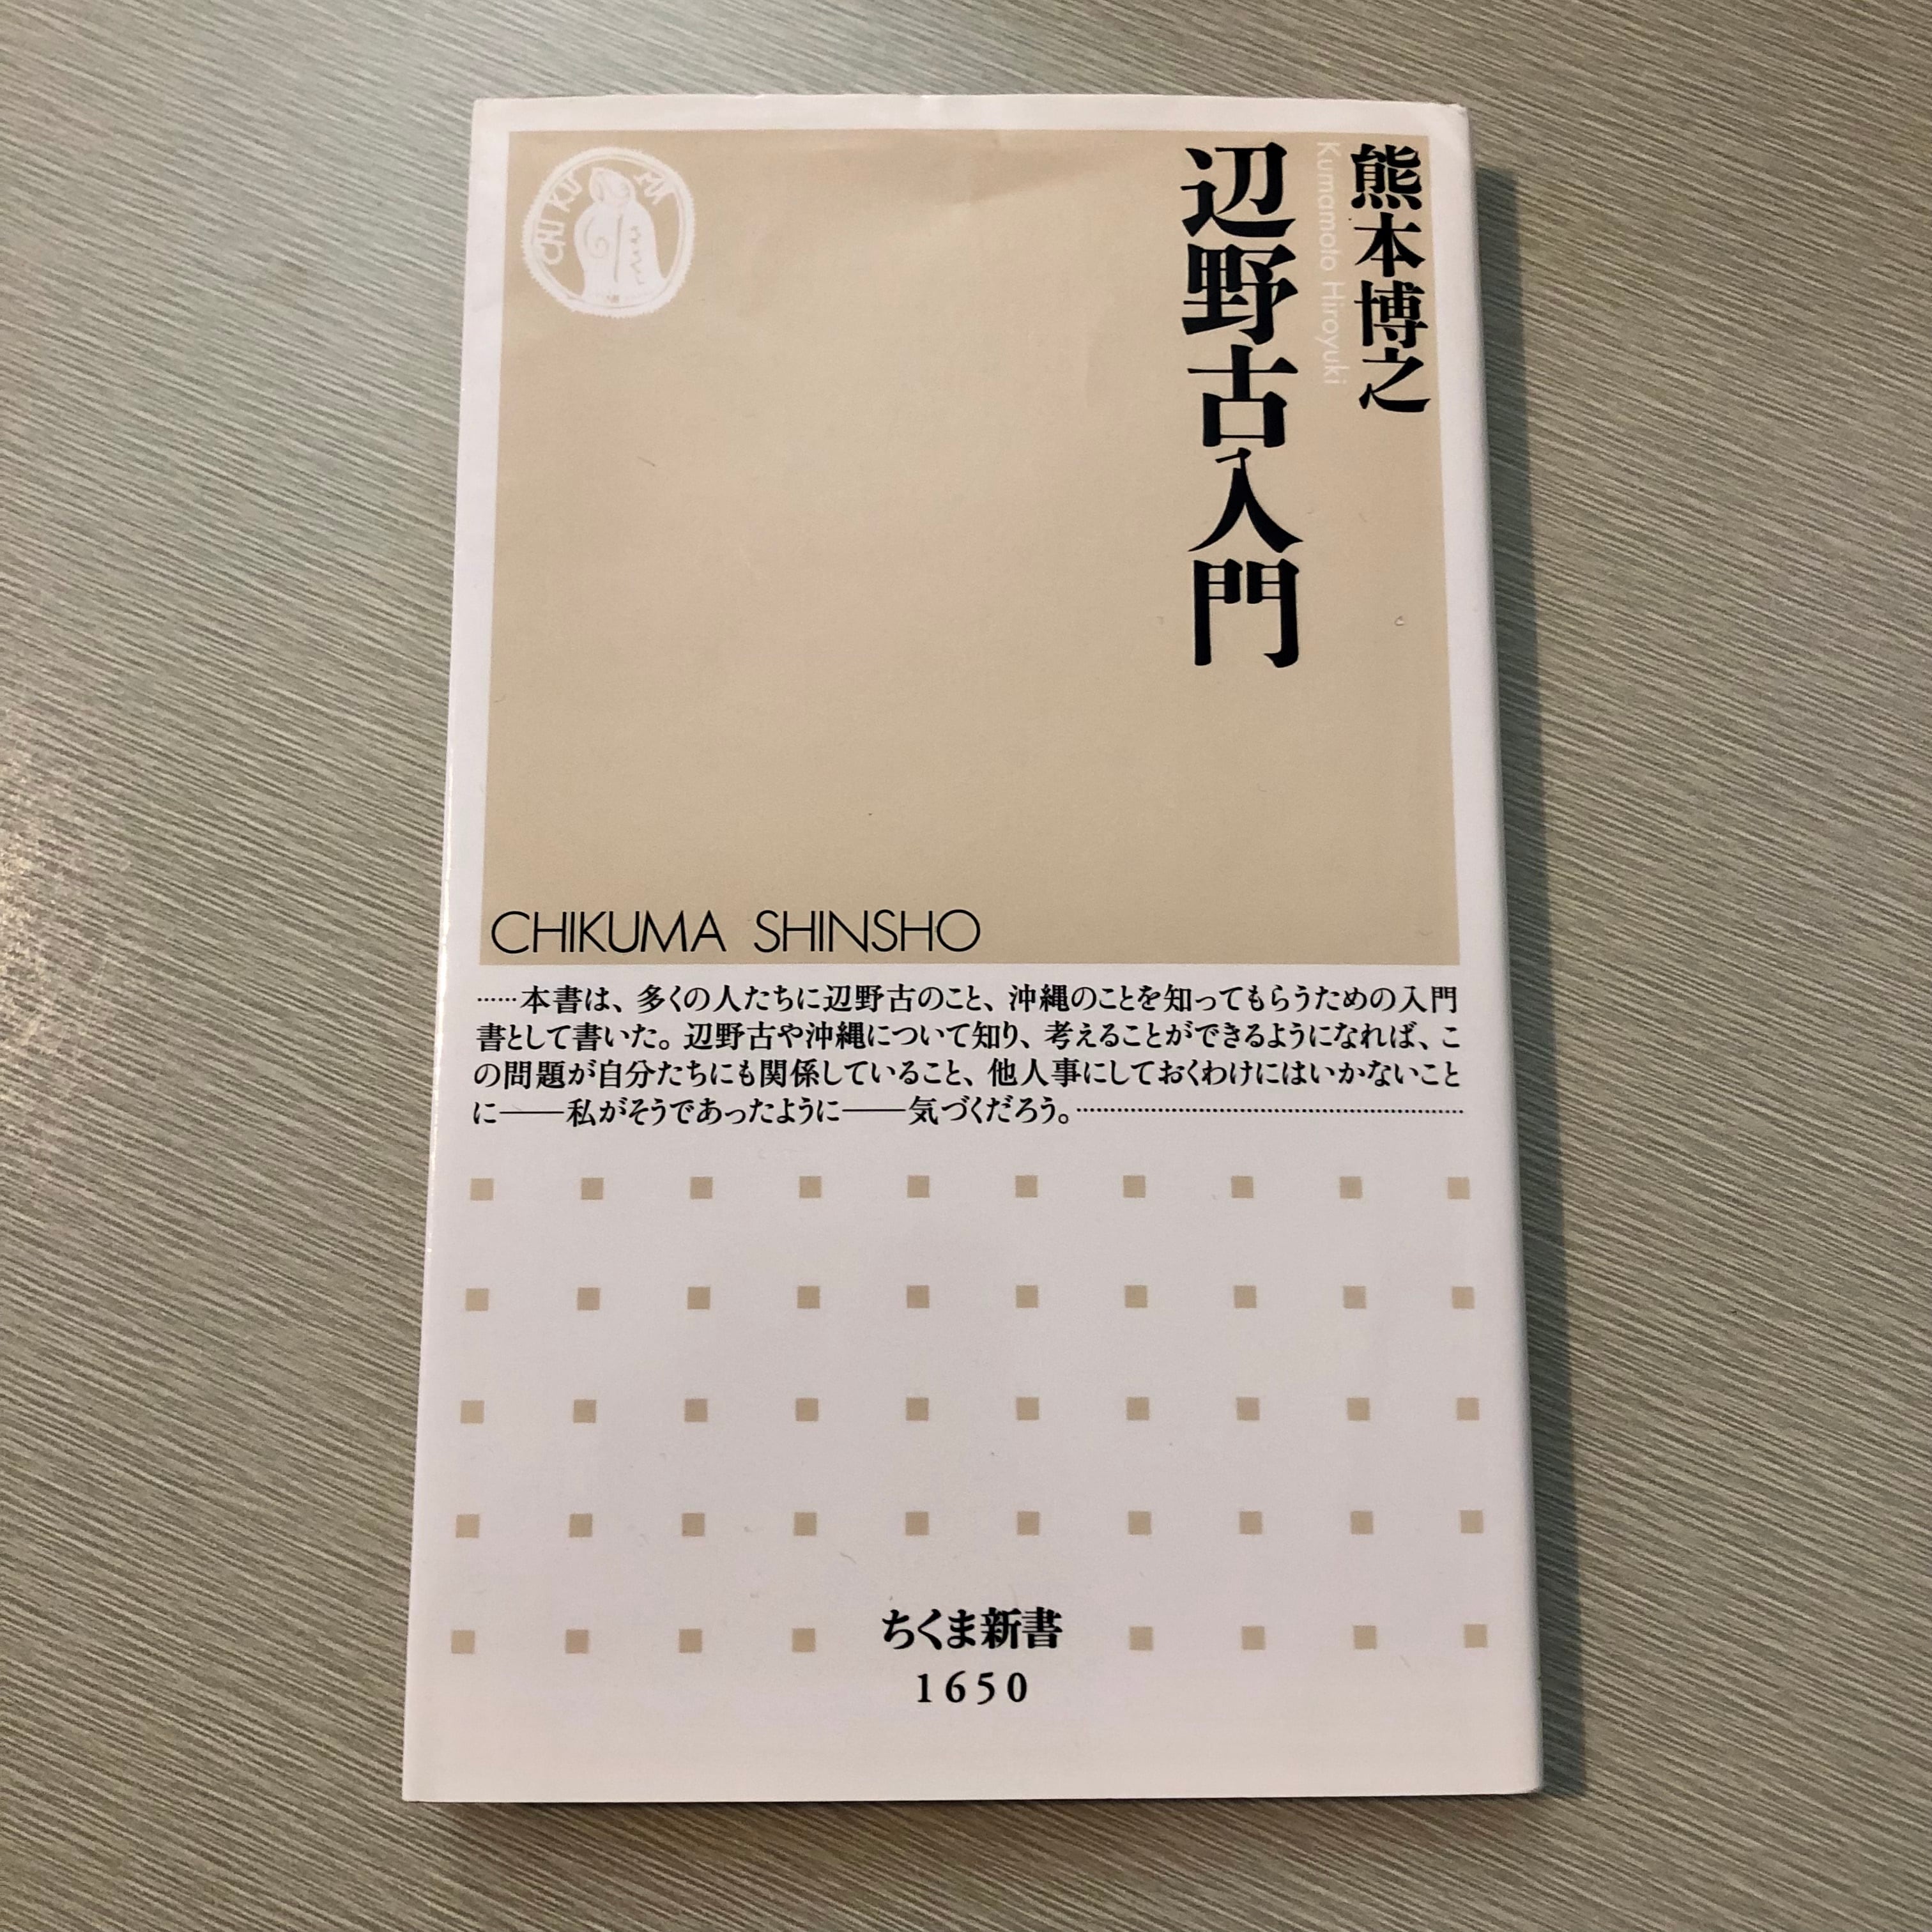 熊本博之
Kumamoto Hiroyuki
辺野古入門
CHIKUMA
CHIKUMA SHINSHO
……本書は、多くの人たちに辺野古のこと、沖縄のことを知ってもらうための入門
書として書いた。辺野古や沖縄について知り、考えることができるようになれば、こ
の問題が自分たちにも関係していること、他人事にしておくわけにはいかないこと
に――私がそうであったように――気づくだろう。……………………
ちくま新書
1650